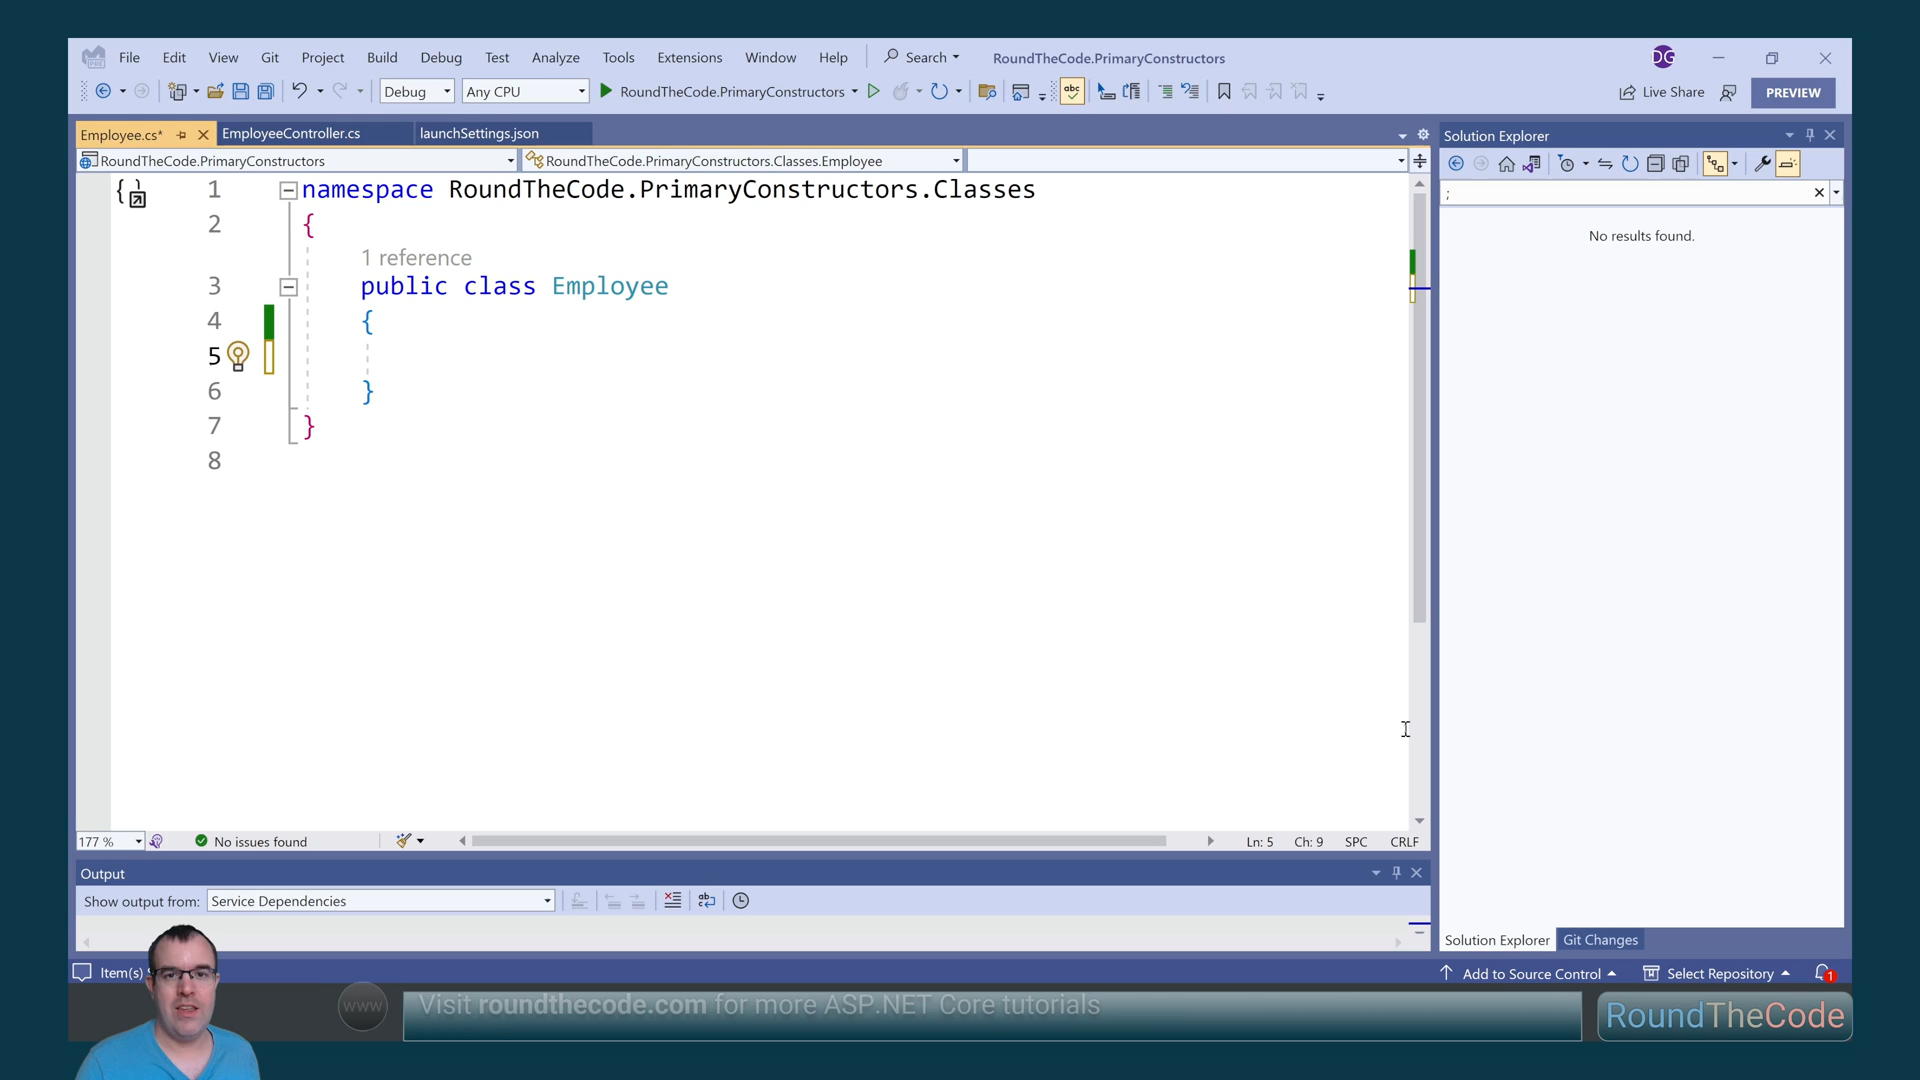 File Edit View Git Project Build Debug Test Analyze Tools Extensions Window Help Search RoundTheCode.PrimaryConstructors DG
Debug Any CPU RoundTheCode.PrimaryConstructors Live Share PREVIEW
Employee.cs* EmployeeController.cs launchSettings.json
RoundTheCode.PrimaryConstructors RoundTheCode.PrimaryConstructors.Classes.Employee
1 namespace RoundTheCode.PrimaryConstructors.Classes
2 {
1 reference
3 public class Employee
4 {
5
6 }
7 }
8
177 % No issues found Ln: 5 Ch: 9 SPC CRLF
Output
Show output from: Service Dependencies
Solution Explorer
;
No results found.
Solution Explorer Git Changes
Item(s) Add to Source Control Select Repository 1
www Visit roundthecode.com for more ASP.NET Core tutorials
RoundTheCode